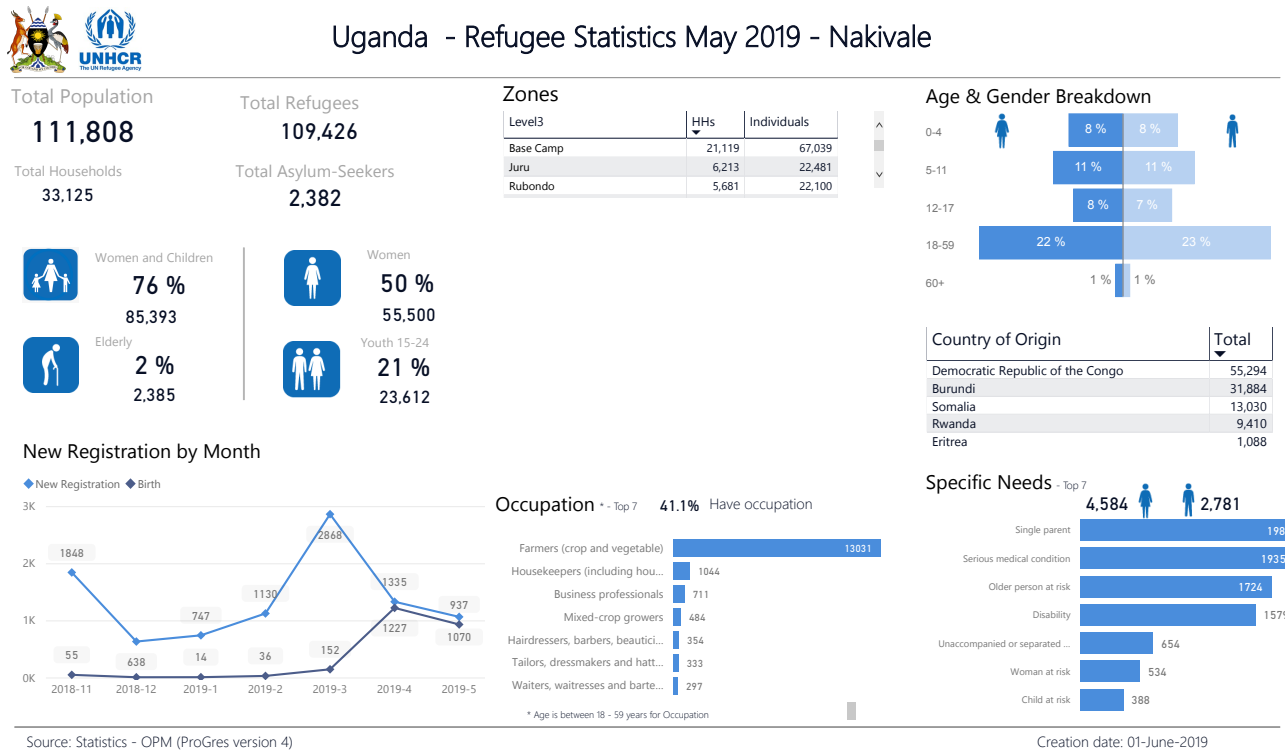 UNHCR
The UN Refugee Agency
Uganda - Refugee Statistics May 2019 - Nakivale
Total Population
111,808
Total Refugees
109,426
Total Households
33,125
Total Asylum-Seekers
2,382
Women and Children
76 %
85,393
Women
50 %
55,500
Elderly
2 %
2,385
Youth 15-24
21 %
23,612
Zones
Level3 HHs Individuals
Base Camp 21,119 67,039
Juru 6,213 22,481
Rubondo 5,681 22,100
Age & Gender Breakdown
0-4 8 % 8 %
5-11 11 % 11 %
12-17 8 % 7 %
18-59 22 % 23 %
60+ 1 % 1 %
Country of Origin Total
Democratic Republic of the Congo 55,294
Burundi 31,884
Somalia 13,030
Rwanda 9,410
Eritrea 1,088
New Registration by Month
New Registration Birth
3K
2K
1K
0K
1848
638
747
1130
2868
1335
937
55
14
36
152
1227
1070
2018-11 2018-12 2019-1 2019-2 2019-3 2019-4 2019-5
Occupation * - Top 7 41.1% Have occupation
Farmers (crop and vegetable) 13031
Housekeepers (including hou... 1044
Business professionals 711
Mixed-crop growers 484
Hairdressers, barbers, beautici... 354
Tailors, dressmakers and hatt... 333
Waiters, waitresses and barte... 297
* Age is between 18 - 59 years for Occupation
Specific Needs - Top 7
4,584 2,781
Single parent 198
Serious medical condition 1935
Older person at risk 1724
Disability 1579
Unaccompanied or separated ... 654
Woman at risk 534
Child at risk 388
Source: Statistics - OPM (ProGres version 4)
Creation date: 01-June-2019